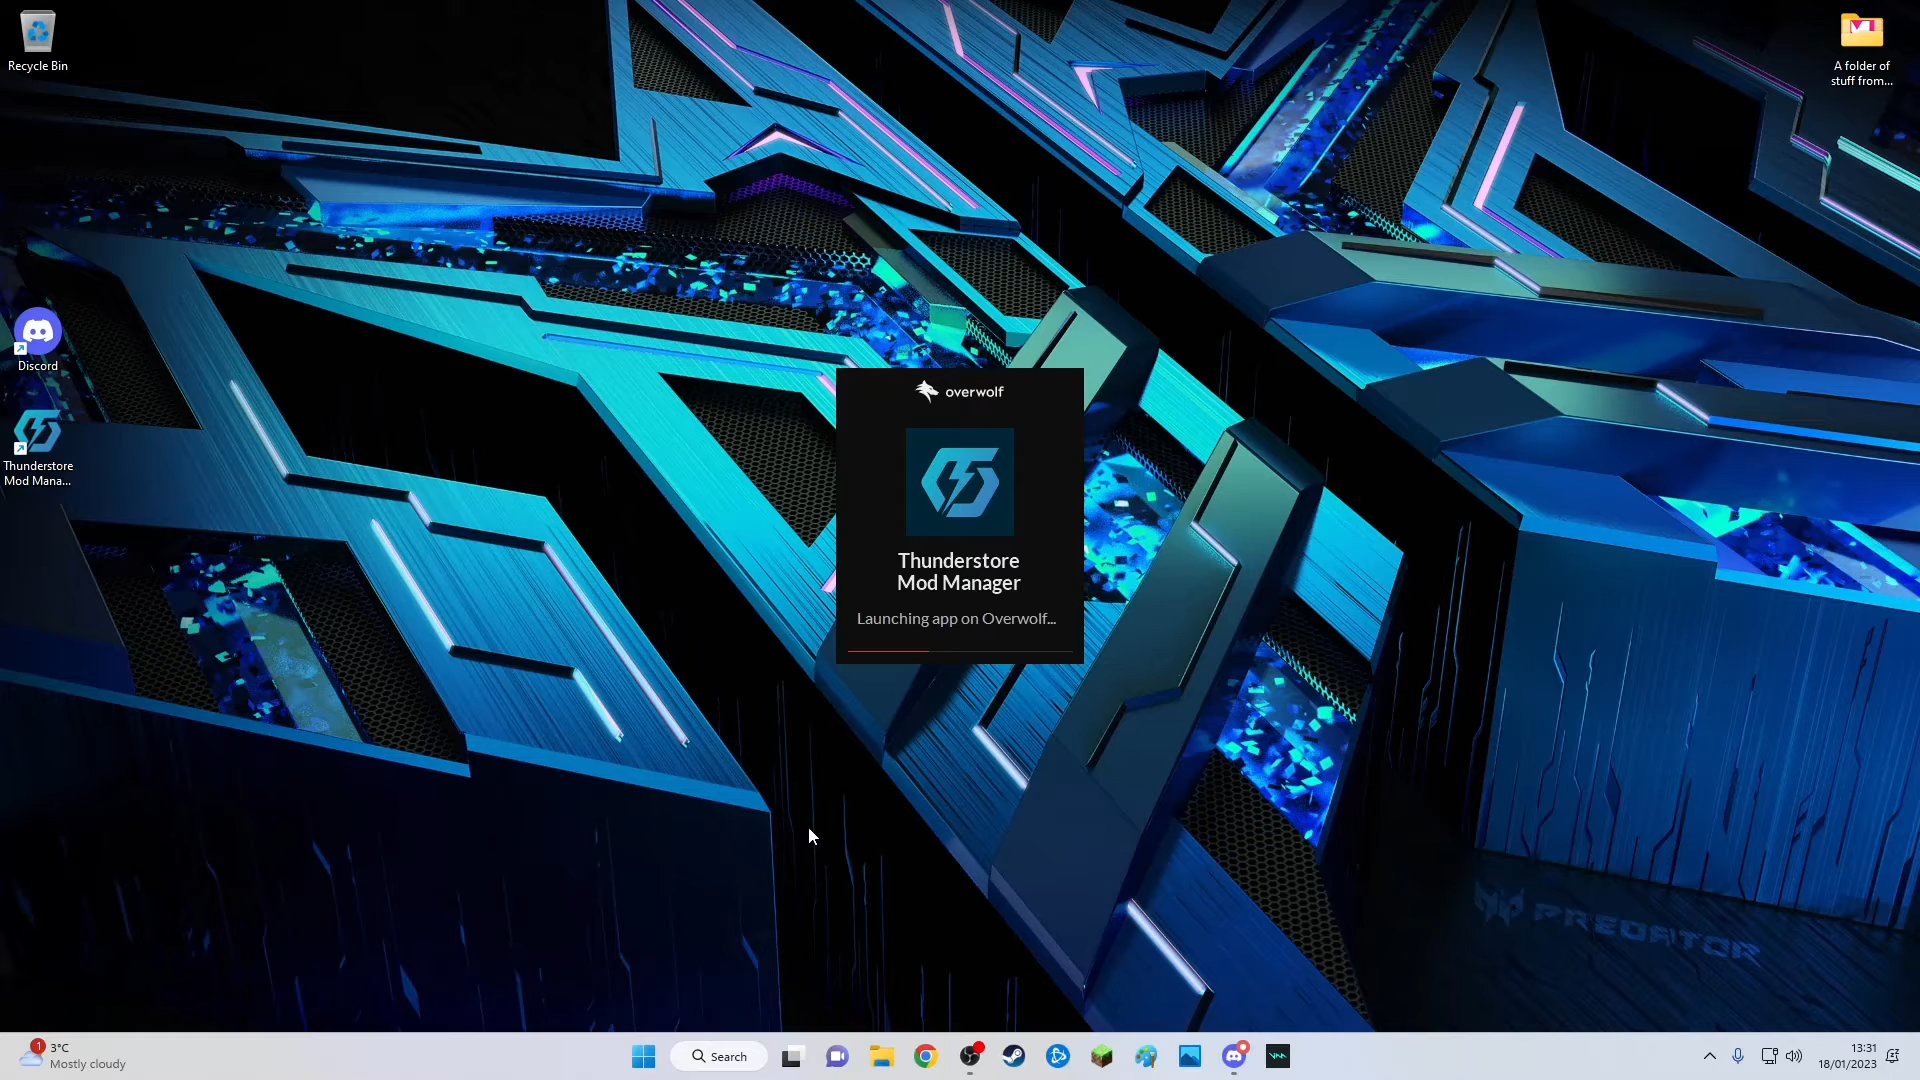 Recycle Bin
A folder of
stuff from...
Discord
Thunderstore
Mod Mana...
overwolf
Thunderstore
Mod Manager
Launching app on Overwolf...
PREDATOR
1
3°C
Mostly cloudy
Search
13:31
18/01/2023